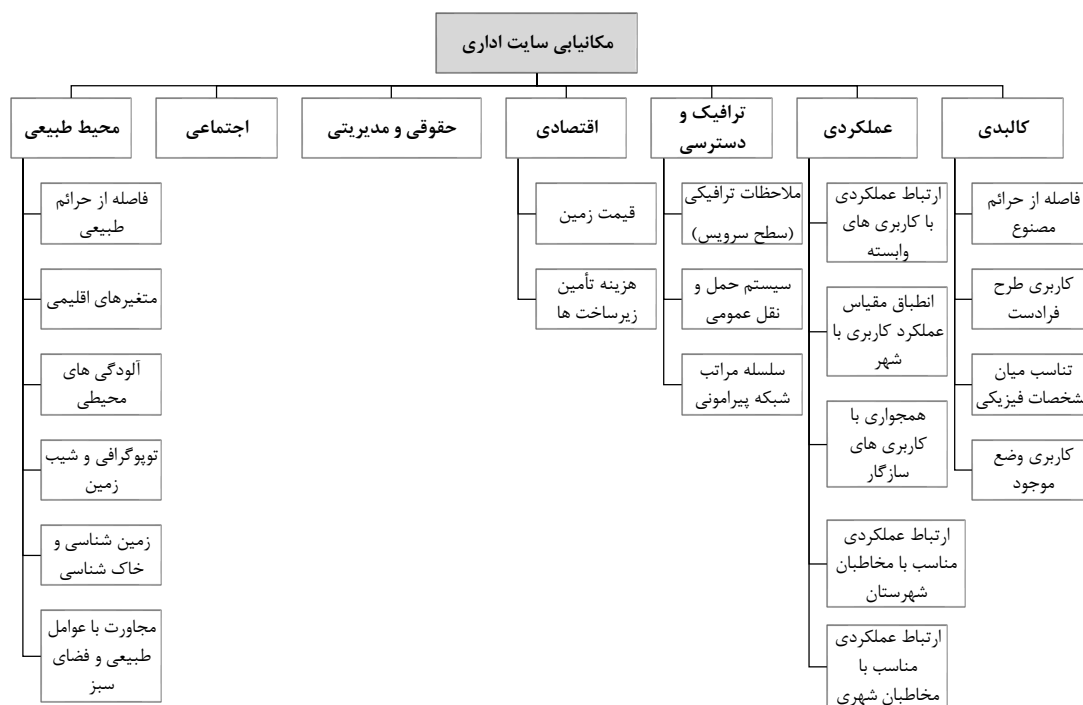 مکانیابی سایت اداری
کالبدی
فاصله از حرائم
مصنوع
کاربری طرح
فرادست
تناسب میان
شخصات فیزیکی
کاربری وضع
موجود
عملکردی
ارتباط عملکردی
با کاربری های
وابسته
انطباق مقیاس
عملکرد کاربری با
شهر
همجواری با
کاربری های
سازگار
ارتباط عملکردی
مناسب با مخاطبان
شهرستان
ارتباط عملکردی
مناسب با
مخاطبان شهری
ترافیک و
دسترسی
ملاحظات ترافیکی
(سطح سرویس)
سیستم حمل و
نقل عمومی
سلسله مراتب
شبکه پیرامونی
اقتصادی
قیمت زمین
هزینه تأمین
زیرساخت ها
حقوقی و مدیریتی
اجتماعی
محیط طبیعی
فاصله از حرائم
طبیعی
متغیرهای اقلیمی
آلودگی های
محیطی
توپوگرافی و شیب
زمین
زمین شناسی و
خاک شناسی
مجاورت با عوامل
طبیعی و فضای
سبز